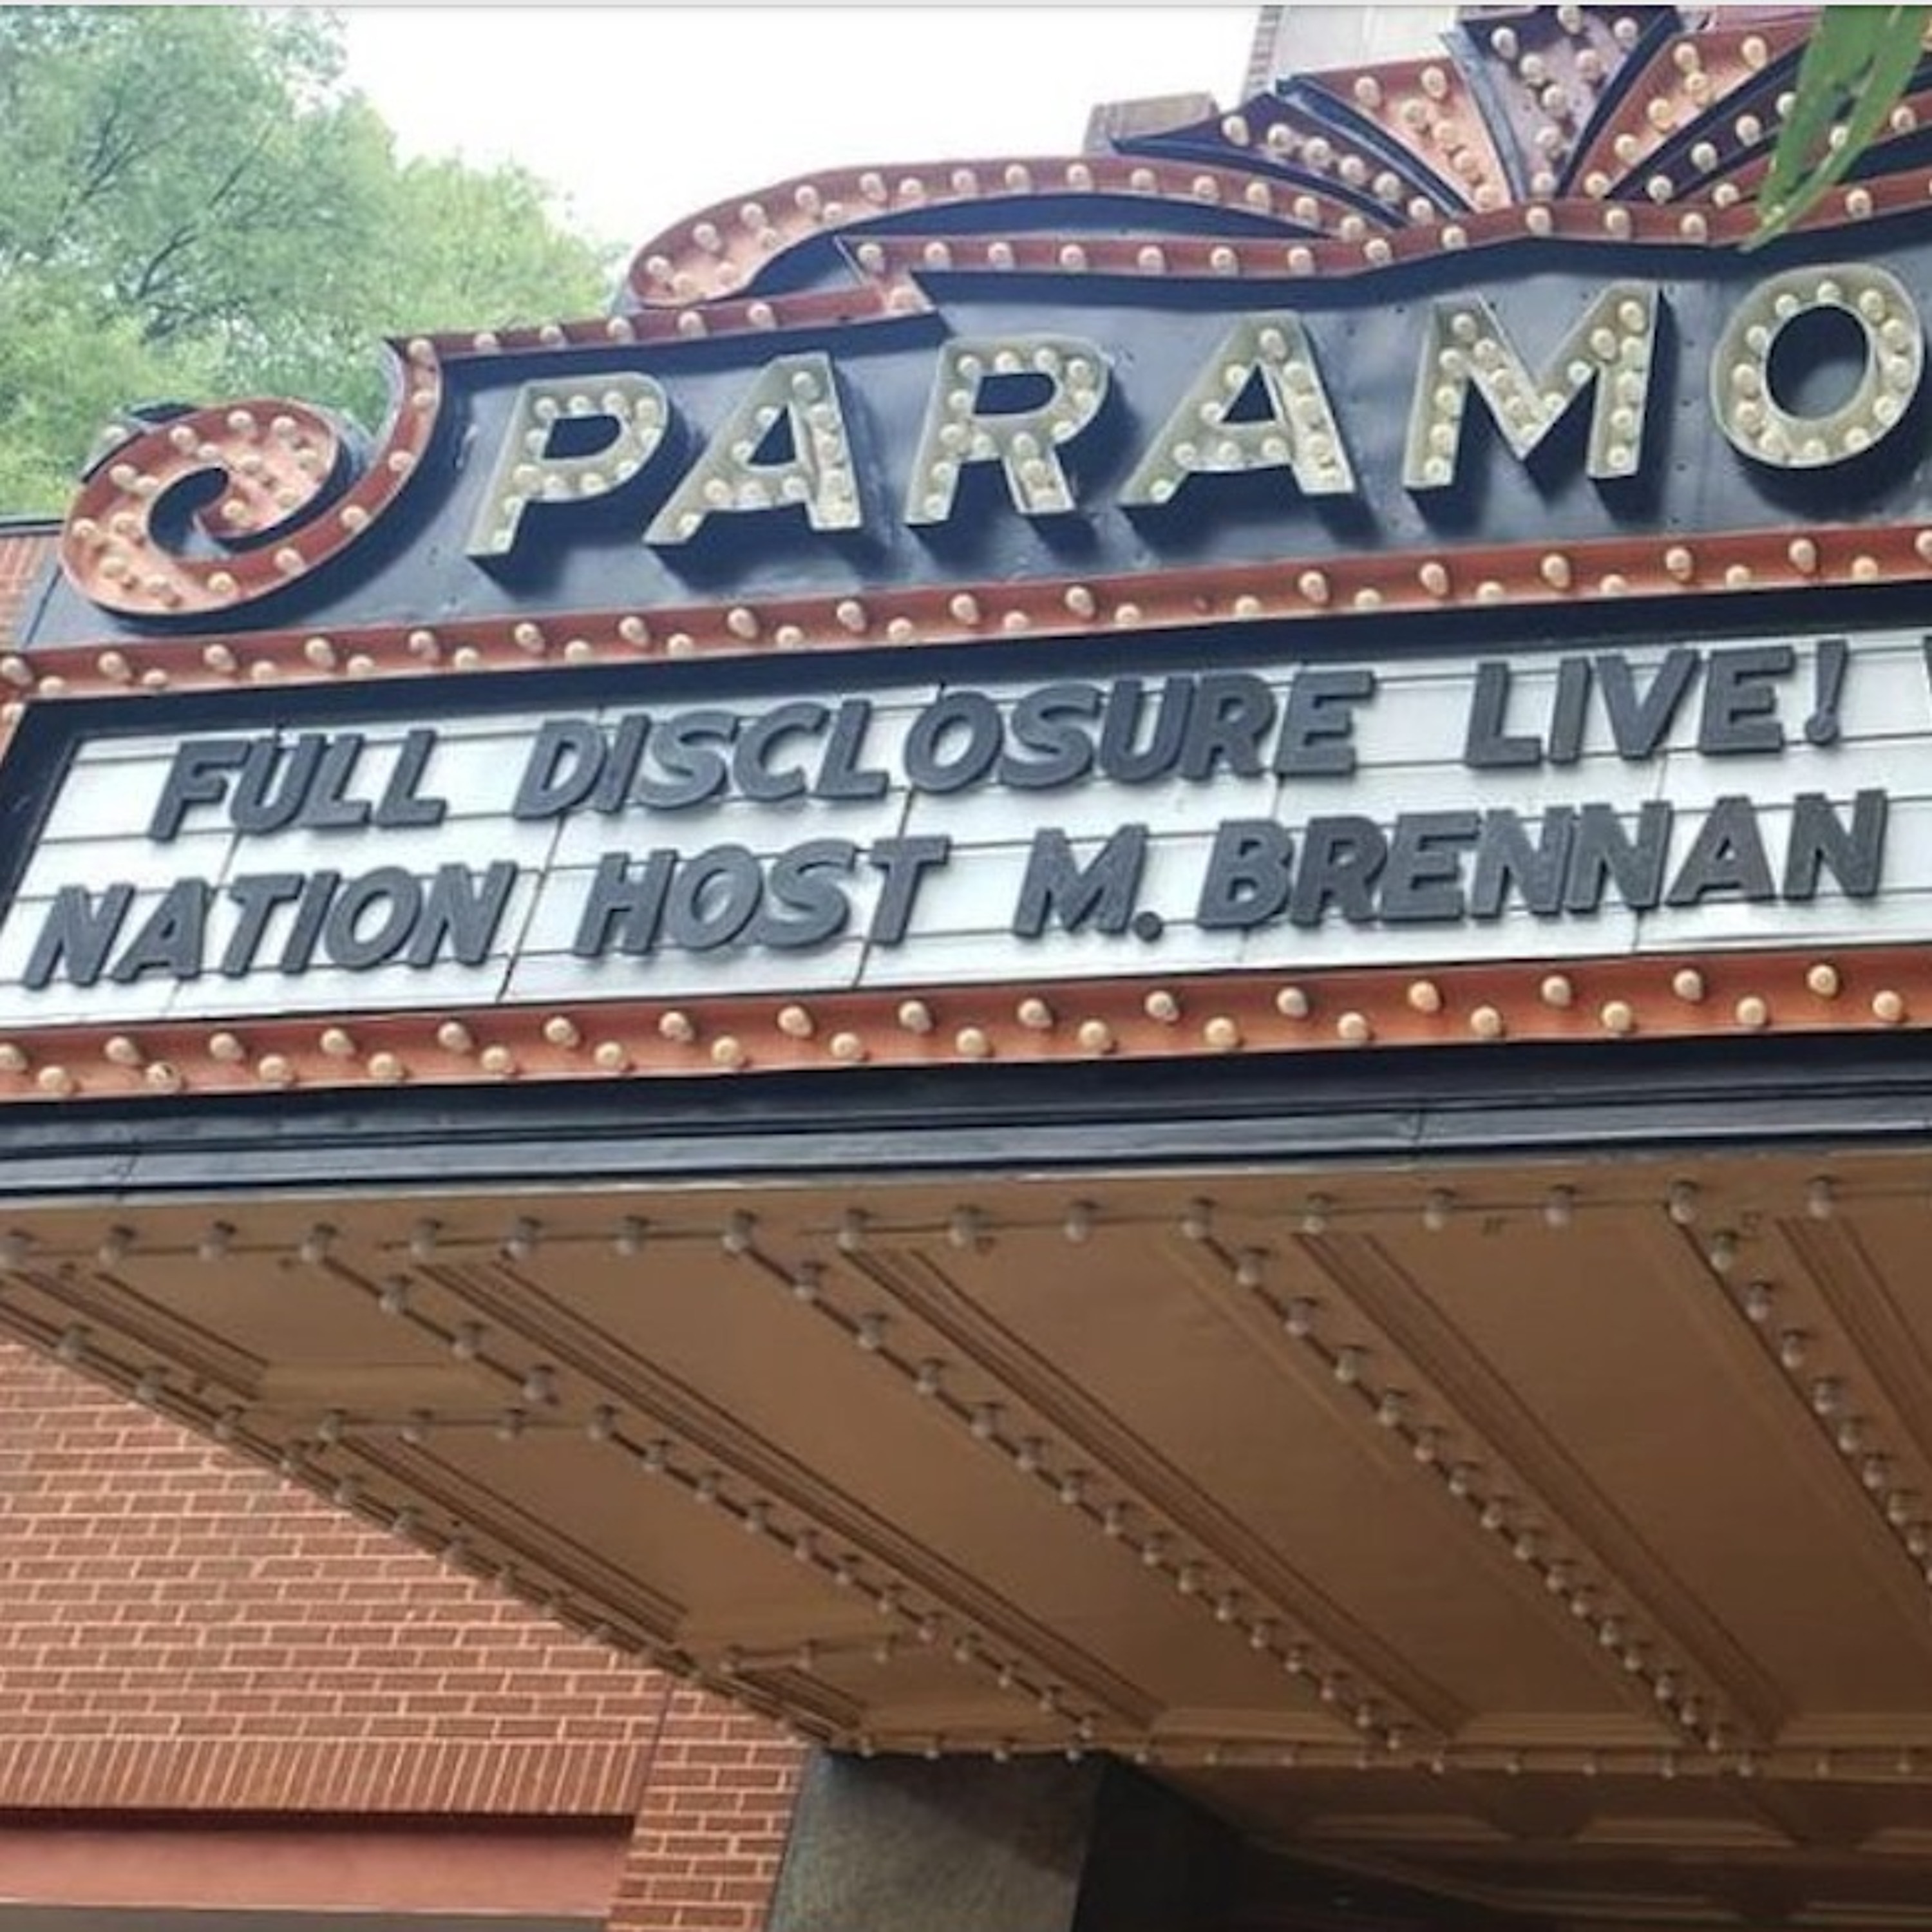 PARAMO
FULL DISCLOSURE LIVE!
NATION HOST M. BRENNAN